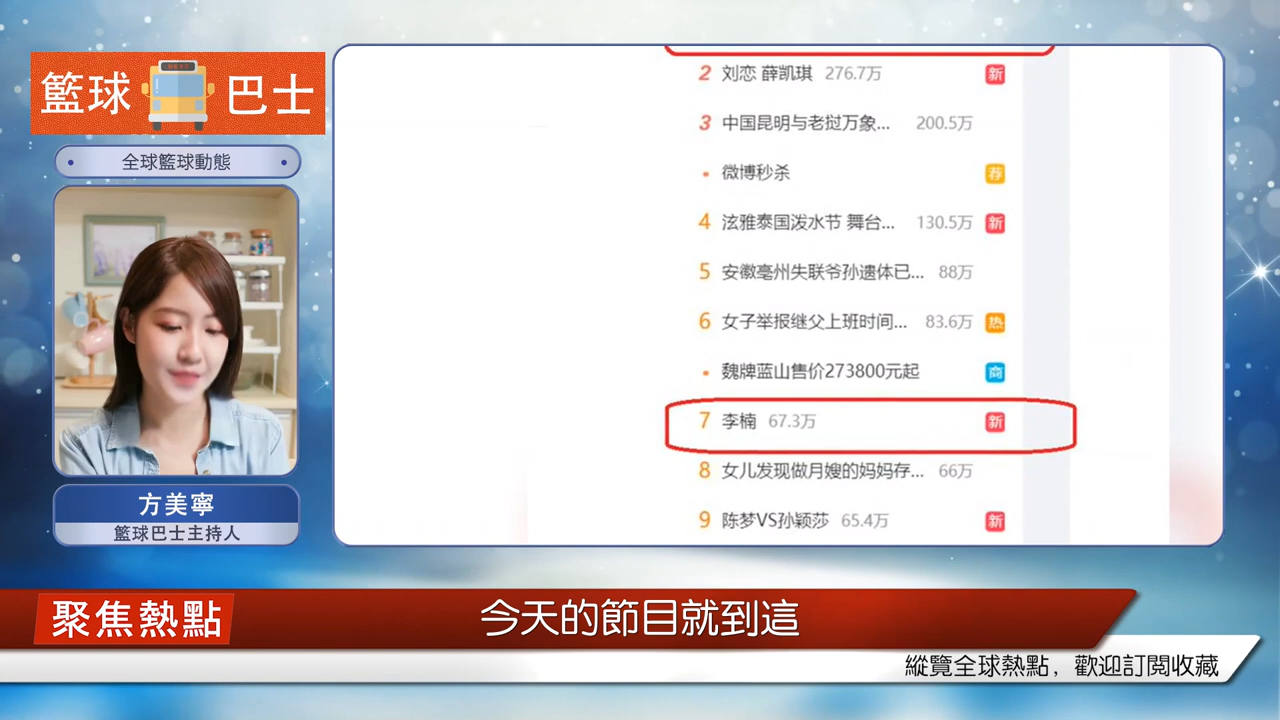 籃球 巴士
全球籃球動態
方美寧
籃球巴士主持人
2 刘恋 薛凯琪 276.7万 新
3 中国昆明与老挝万象... 200.5万
微博秒杀 荐
4 泫雅泰国泼水节 舞台... 130.5万 新
5 安徽亳州失联爷孙遗体已... 88万
6 女子举报继父上班时间... 83.6万 热
魏牌蓝山售价273800元起 商
7 李楠 67.3万 新
8 女儿发现做月嫂的妈妈存... 66万
9 陈梦VS孙颖莎 65.4万 新
聚焦熱點
今天的節目就到這
縱覽全球熱點，歡迎訂閱收藏